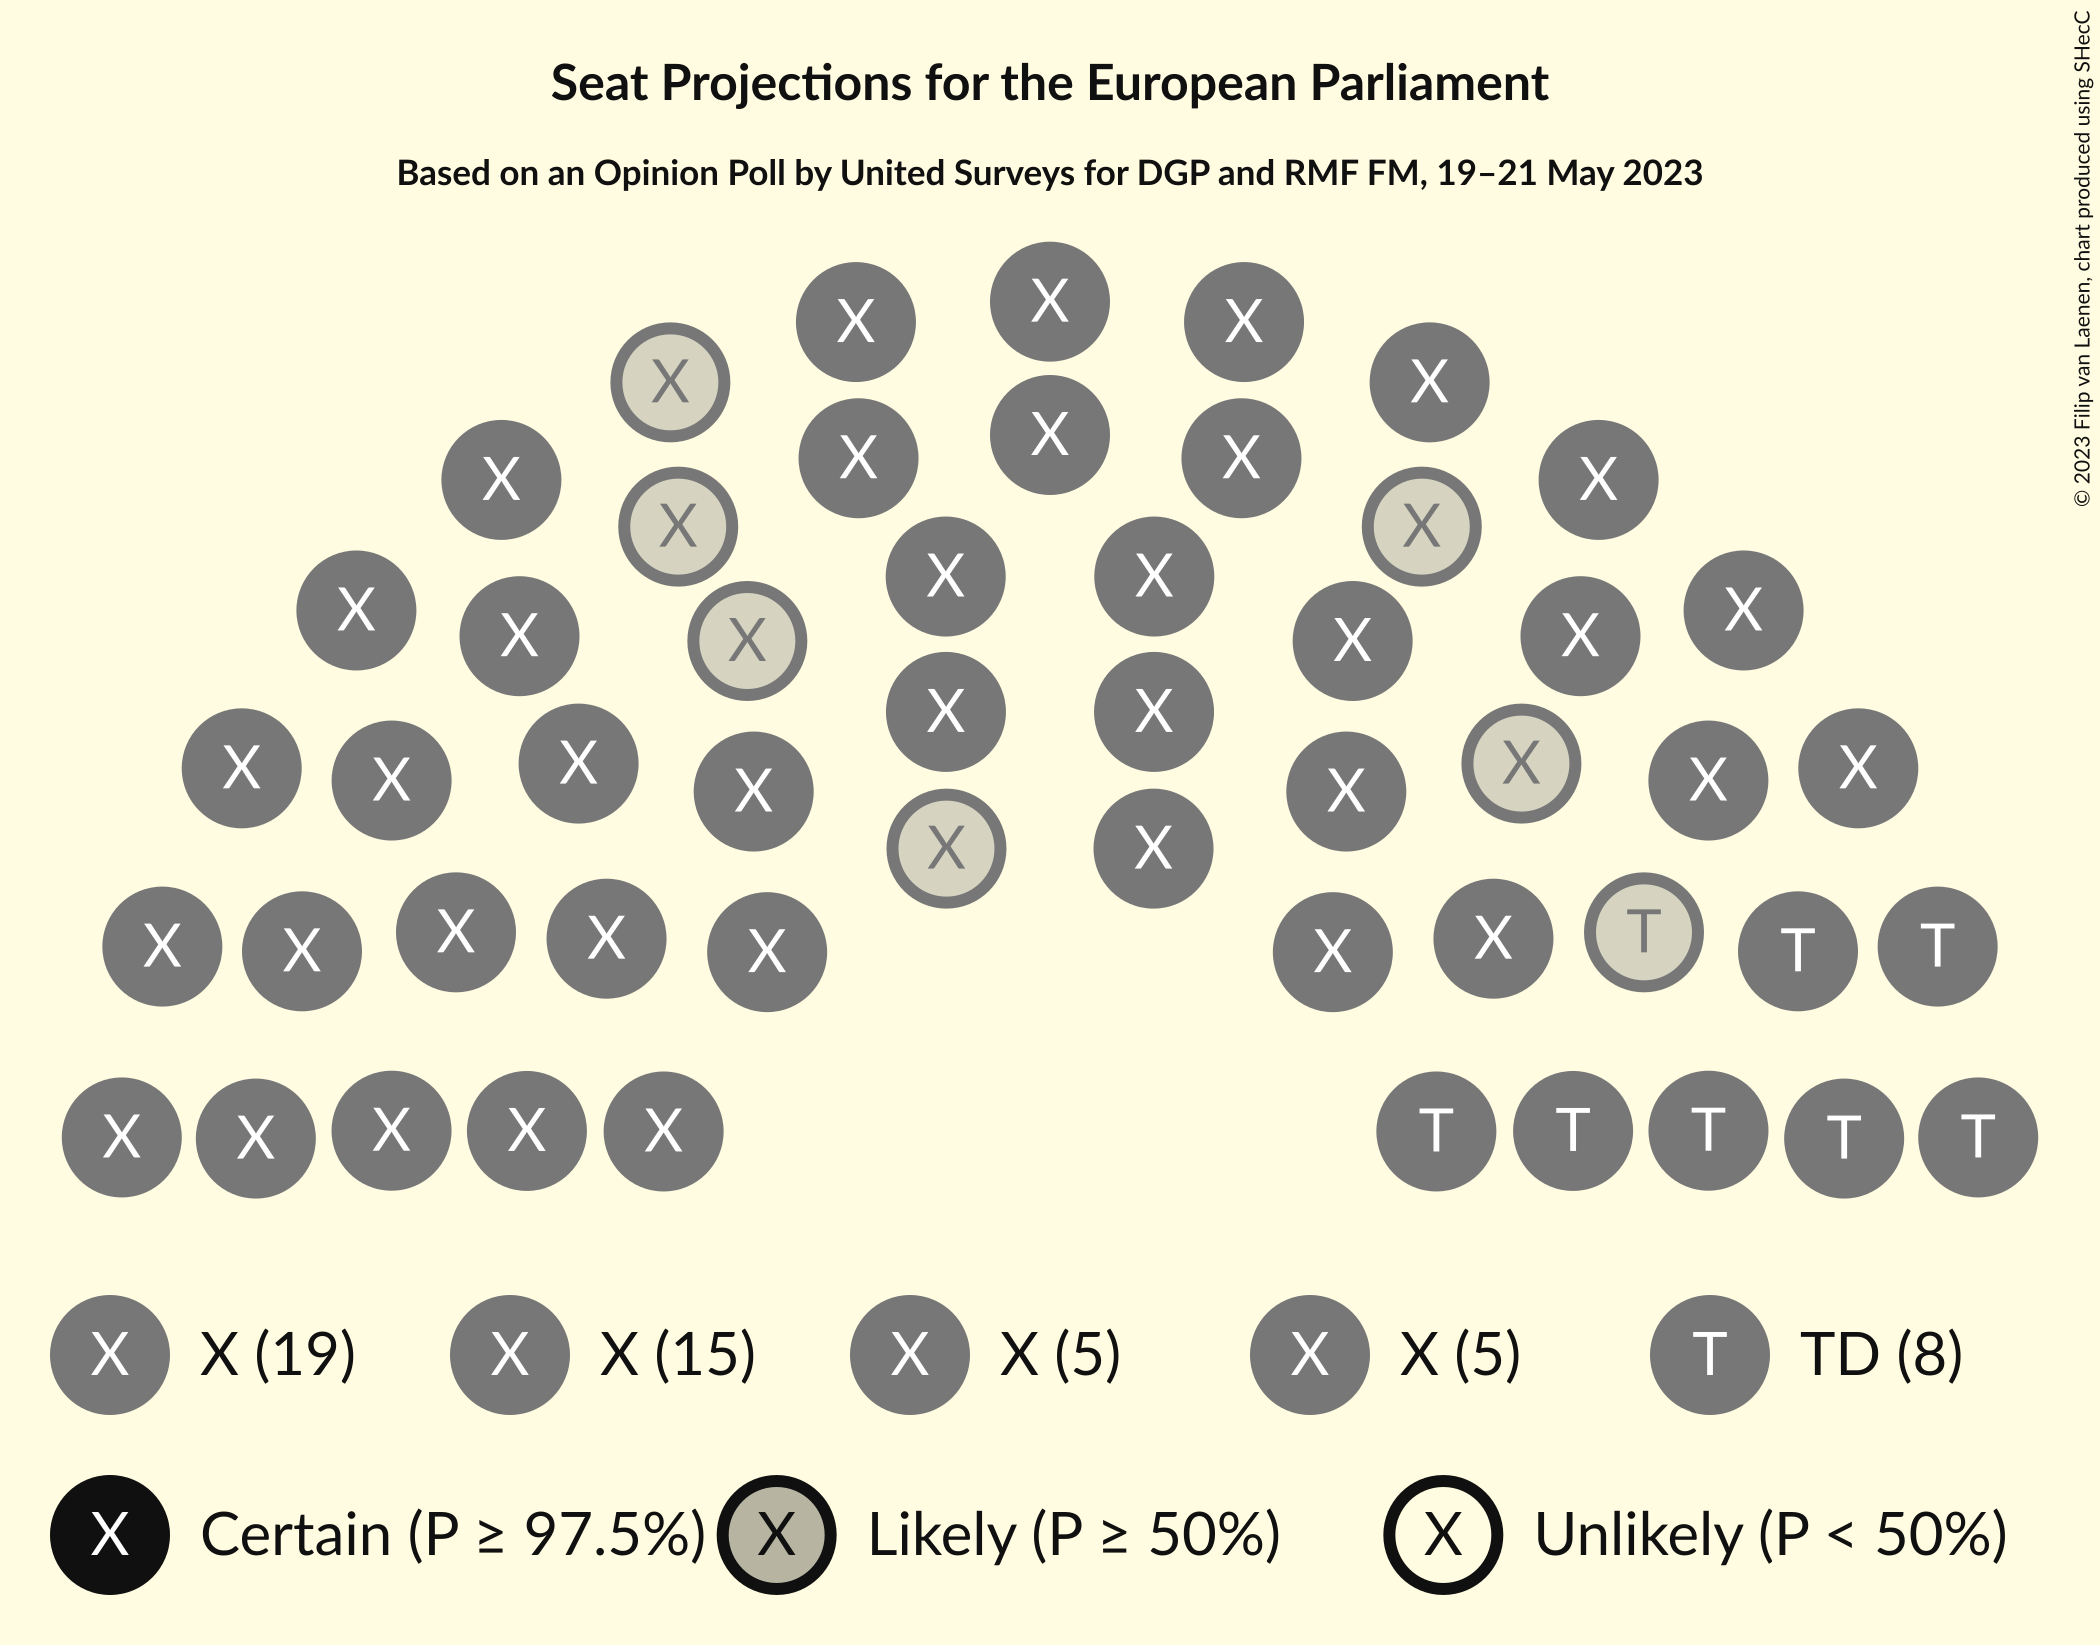 Seat Projections for the European Parliament
Based on an Opinion Poll by United Surveys for DGP and RMF FM, 19–21 May 2023
© 2023 Filip van Laenen, chart produced using SHecC
X
X X
X X
X
X X X
X X
X X
X X
X
X X
X X
X X
X X
X X
X X X X
X X X X
X X
X X
X X T
X X T T
X X
X X X T T T
X X T T
X (19) X (15) X (5) X (5) TD (8)
X X X X T
X Certain (P ≥ 97.5%) X Likely (P ≥ 50%) X Unlikely (P < 50%)